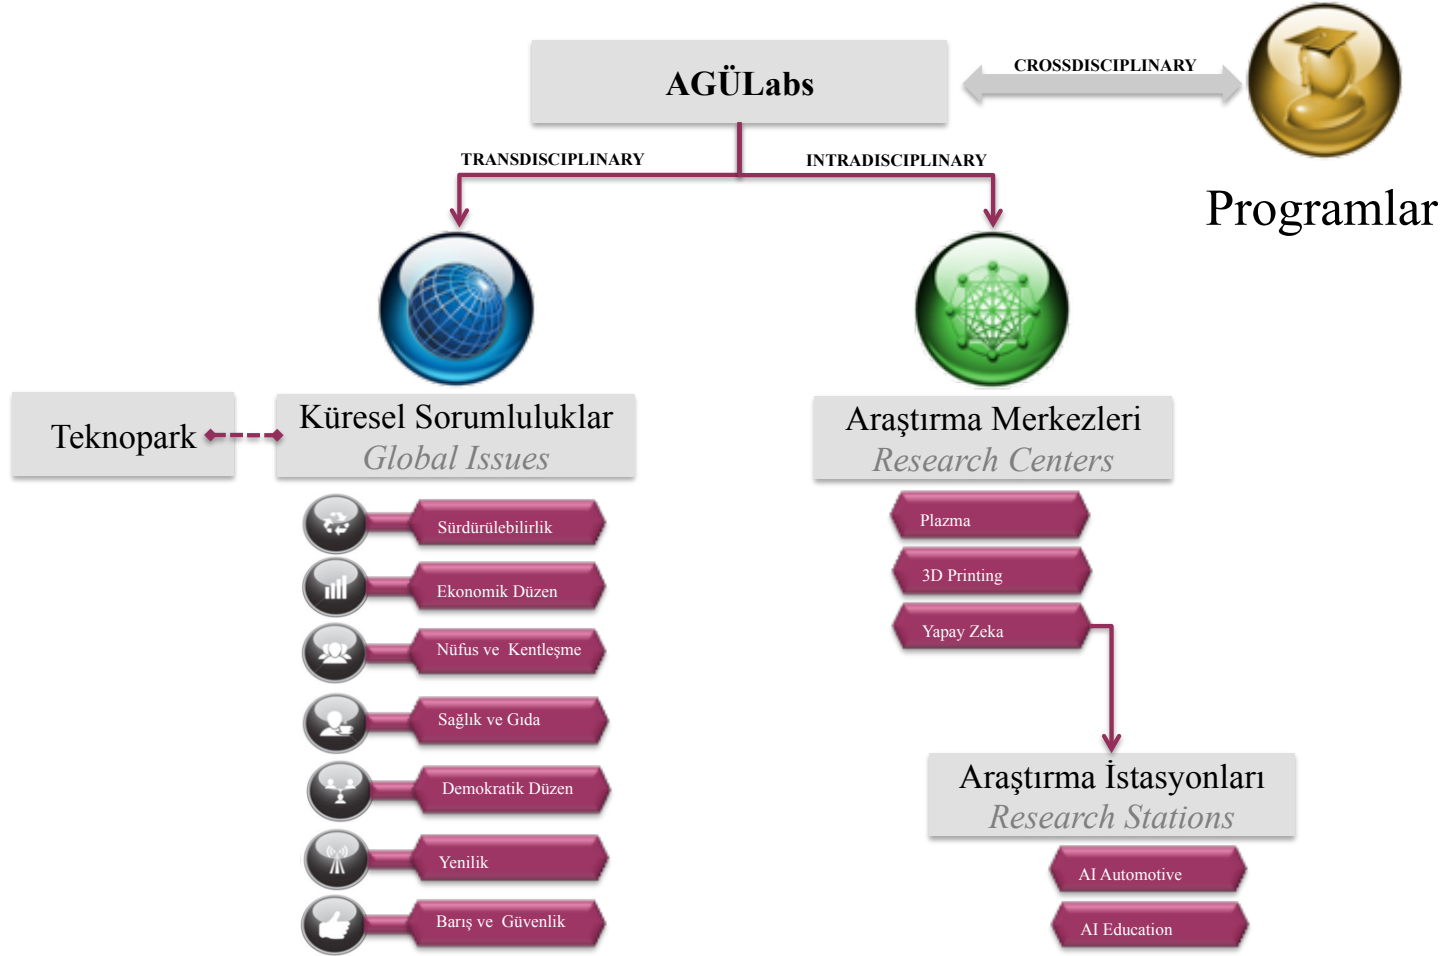 AGÜLabs
CROSSDISCIPLINARY
Programlar
TRANSDISCIPLINARY
INTRADISCIPLINARY
Teknopark
Küresel Sorumluluklar
Global Issues
Sürdürülebilirlik
Ekonomik Düzen
Nüfus ve Kentleşme
Sağlık ve Gıda
Demokratik Düzen
Yenilik
Barış ve Güvenlik
Araştırma Merkezleri
Research Centers
Plazma
3D Printing
Yapay Zeka
Araştırma İstasyonları
Research Stations
AI Automotive
AI Education